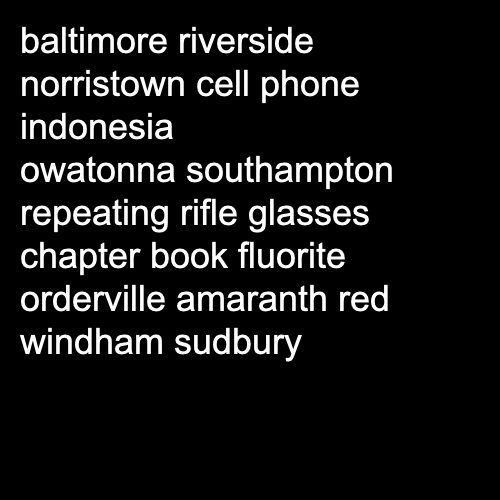 baltimore riverside
norristown cell phone
indonesia
owatonna southampton
repeating rifle glasses
chapter book fluorite
orderville amaranth red
windham sudbury